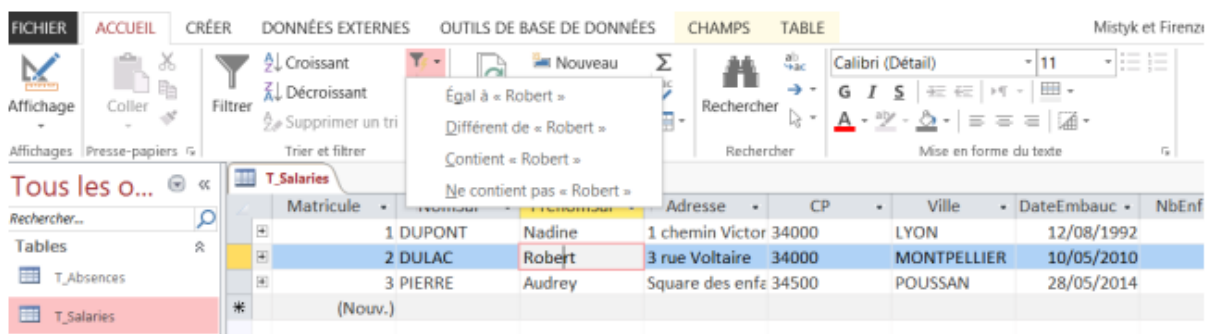 FICHIER ACCUEIL CRÉER DONNÉES EXTERNES OUTILS DE BASE DE DONNÉES CHAMPS TABLE Mistyk et Firenz
Croissant Nouveau Calibri (Détail) 11
Égal à « Robert »
Affichage Coller Filtrer Décroissant Rechercher G I S
Différent de « Robert »
Supprimer un tri A
Affichages Presse-papiers Trier et filtrer Contient « Robert » Rechercher Mise en forme du texte
Tous les o... T_Salaries
Ne contient pas « Robert »
Rechercher... Matricule Adresse CP Ville DateEmbauc NbEnf
1 DUPONT Nadine 1 chemin Victor 34000 LYON 12/08/1992
Tables 2 DULAC Robert 3 rue Voltaire 34000 MONTPELLIER 10/05/2010
T_Absences 3 PIERRE Audrey Square des enfa 34500 POUSSAN 28/05/2014
T_Salaries (Nouv.)